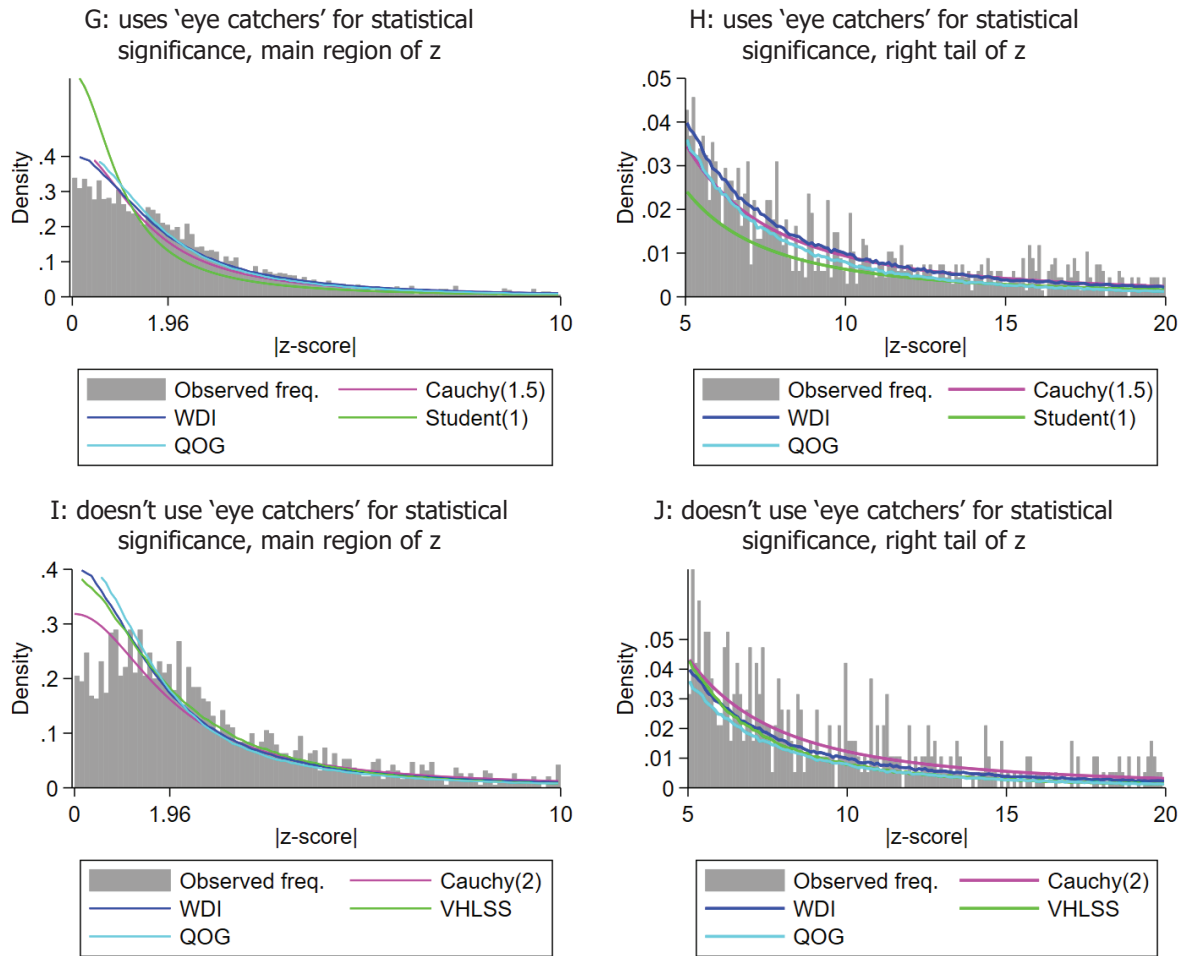 G: uses ‘eye catchers’ for statistical
significance, main region of z
Density
.4
.3
.2
.1
0
0
1.96
10
|z-score|
Observed freq.
Cauchy(1.5)
WDI
Student(1)
QOG
H: uses ‘eye catchers’ for statistical
significance, right tail of z
Density
.05
.04
.03
.02
.01
0
5
10
15
20
|z-score|
Observed freq.
Cauchy(1.5)
WDI
Student(1)
QOG
I: doesn’t use ‘eye catchers’ for statistical
significance, main region of z
Density
.4
.3
.2
.1
0
0
1.96
10
|z-score|
Observed freq.
Cauchy(2)
WDI
VHLSS
QOG
J: doesn’t use ‘eye catchers’ for statistical
significance, right tail of z
Density
.05
.04
.03
.02
.01
0
5
10
15
20
|z-score|
Observed freq.
Cauchy(2)
WDI
VHLSS
QOG